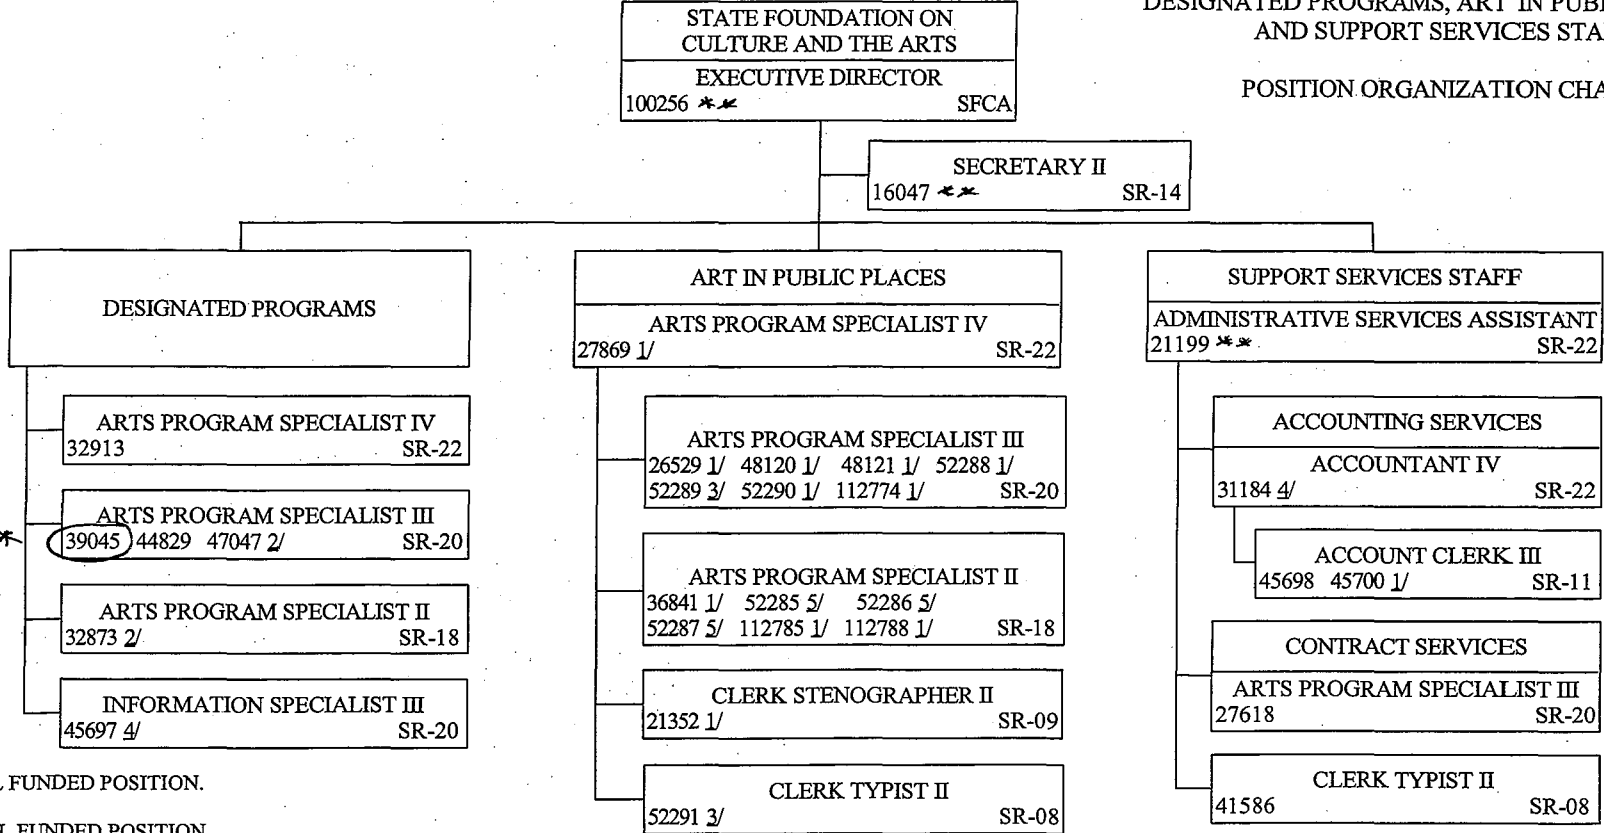 DESIGNATED PROGRAMS, ART IN
AND SUPPORT SERVICES
POSITION ORGANIZATION
STATE FOUNDATION ON
CULTURE AND THE ARTS
EXECUTIVE DIRECTOR
100256 ** SFCA
SECRETARY II
16047 ** SR-14
DESIGNATED PROGRAMS
ARTS PROGRAM SPECIALIST IV
32913 SR-22
ARTS PROGRAM SPECIALIST III
* 39045 44829 47047 2/ SR-20
ARTS PROGRAM SPECIALIST II
32873 2/ SR-18
INFORMATION SPECIALIST III
45697 4/ SR-20
FUNDED POSITION.
FUNDED POSITION
ART IN PUBLIC PLACES
ARTS PROGRAM SPECIALIST IV
27869 1/ SR-22
ARTS PROGRAM SPECIALIST III
26529 1/ 48120 1/ 48121 1/ 52288 1/
52289 3/ 52290 1/ 112774 1/ SR-20
ARTS PROGRAM SPECIALIST II
36841 1/ 52285 5/ 52286 5/
52287 5/ 112785 1/ 112788 1/ SR-18
CLERK STENOGRAPHER II
21352 1/ SR-09
CLERK TYPIST II
52291 3/ SR-08
SUPPORT SERVICES STAFF
ADMINISTRATIVE SERVICES ASSISTANT
21199 ** SR-22
ACCOUNTING SERVICES
ACCOUNTANT IV
31184 4/ SR-22
ACCOUNT CLERK III
45698 45700 1/ SR-11
CONTRACT SERVICES
ARTS PROGRAM SPECIALIST III
27618 SR-20
CLERK TYPIST II
41586 SR-08